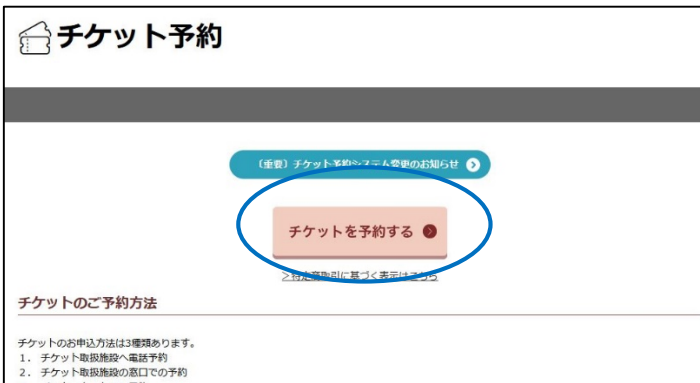 チケット予約
（重要）チケット予約システム変更のお知らせ
チケットを予約する
＞特定商取引に基づく表示はこちら
チケットのご予約方法
チケットのお申込方法は3種類あります。
1. チケット取扱施設へ電話予約
2. チケット取扱施設の窓口での予約